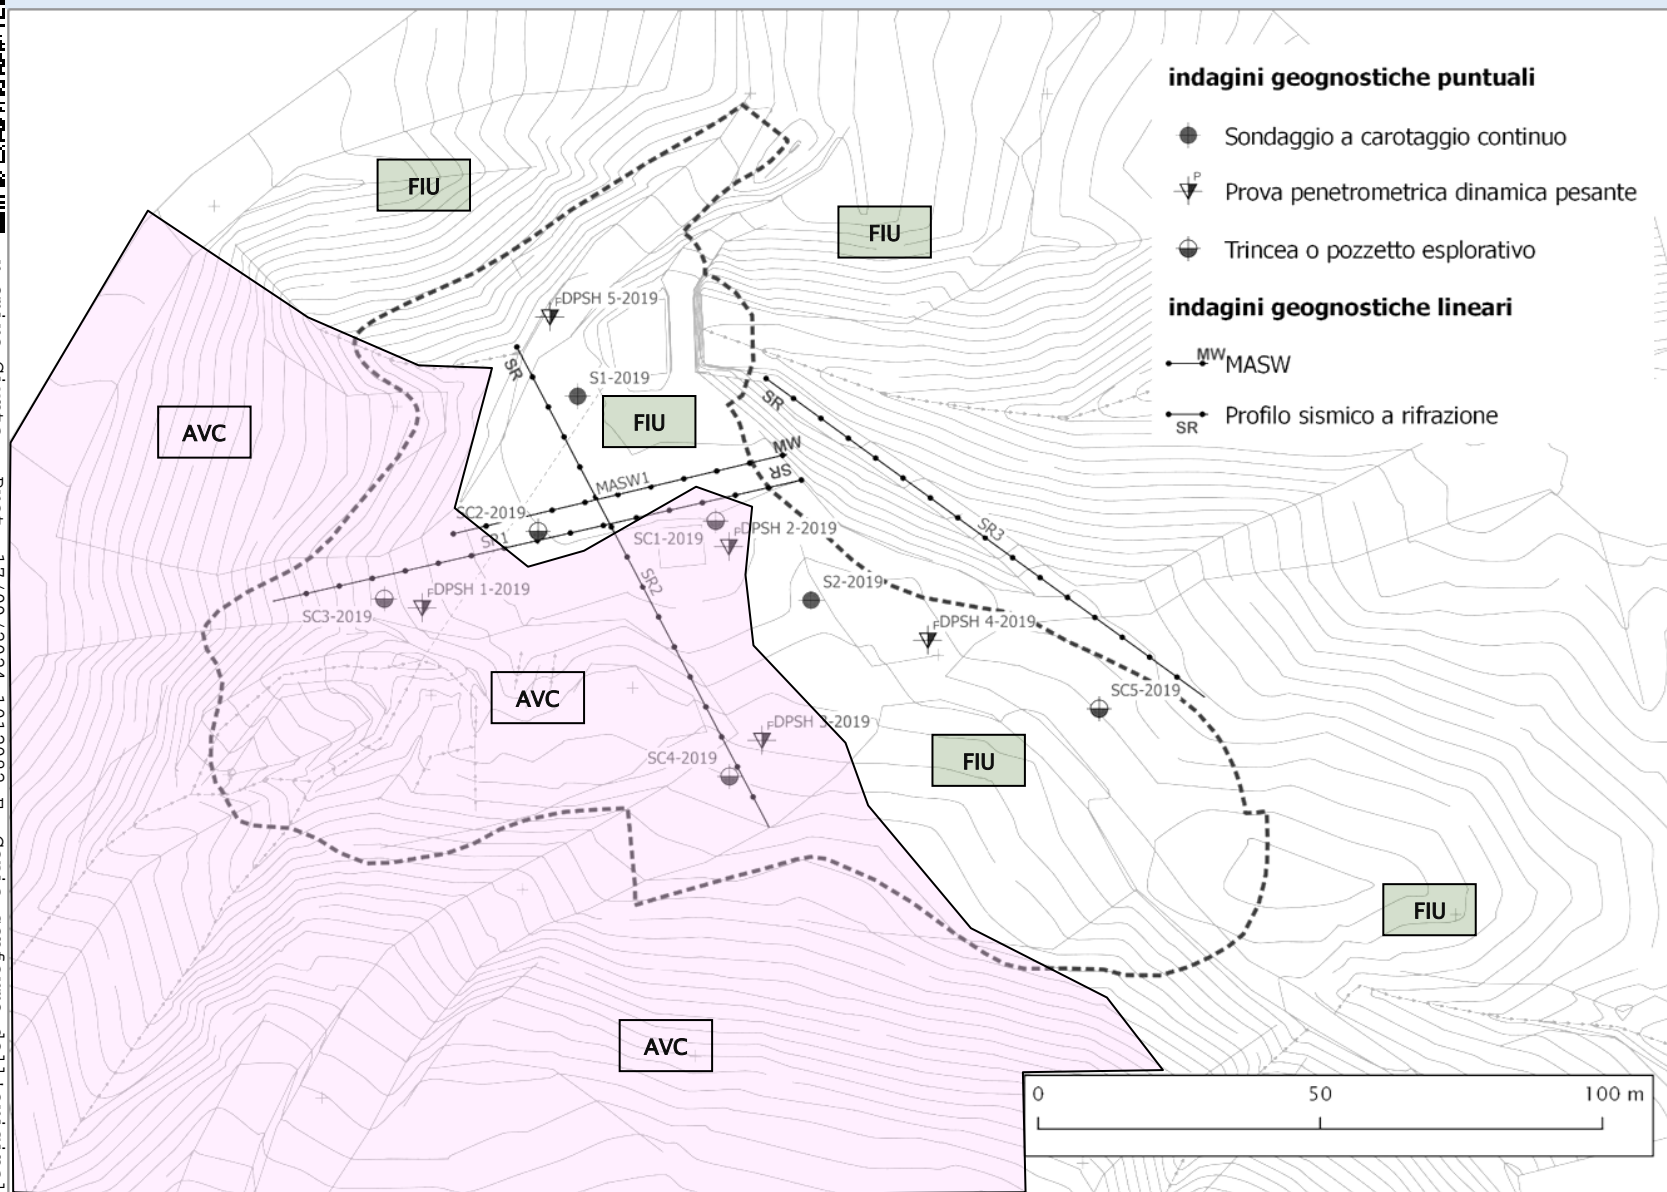 indagini geognostiche puntuali
Sondaggio a carotaggio continuo
P
Prova penetrometrica dinamica pesante
Trincea o pozzetto esplorativo
indagini geognostiche lineari
MW
MASW
Profilo sismico a rifrazione
SR
FIU
FIU
DPSH 5-2019
SR
S1-2019
SR
FIU
AVC
MW
SR
MASW1
SC2-2019
SR1
SC1-2019
DPSH 2-2019
SR3
SR2
S2-2019
DPSH 1-2019
SC3-2019
DPSH 4-2019
SC5-2019
AVC
DPSH 3-2019
SC4-2019
FIU
FIU
AVC
0 50 100 m